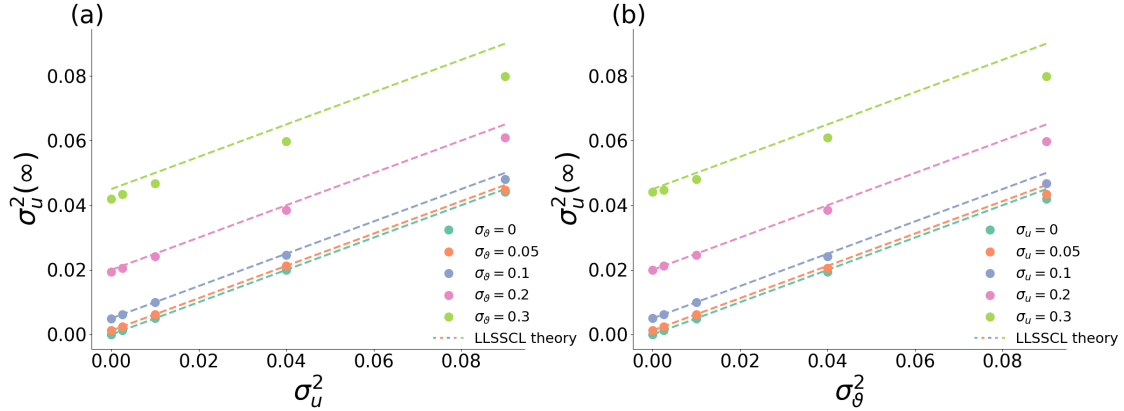 (a)
σ_u^2(∞)
0.08
0.06
0.04
0.02
0.00
0.00 0.02 0.04 0.06 0.08
σ_u^2
σ_ϑ = 0
σ_ϑ = 0.05
σ_ϑ = 0.1
σ_ϑ = 0.2
σ_ϑ = 0.3
LLSSCL theory
(b)
σ_u^2(∞)
0.08
0.06
0.04
0.02
0.00
0.00 0.02 0.04 0.06 0.08
σ_ϑ^2
σ_u = 0
σ_u = 0.05
σ_u = 0.1
σ_u = 0.2
σ_u = 0.3
LLSSCL theory